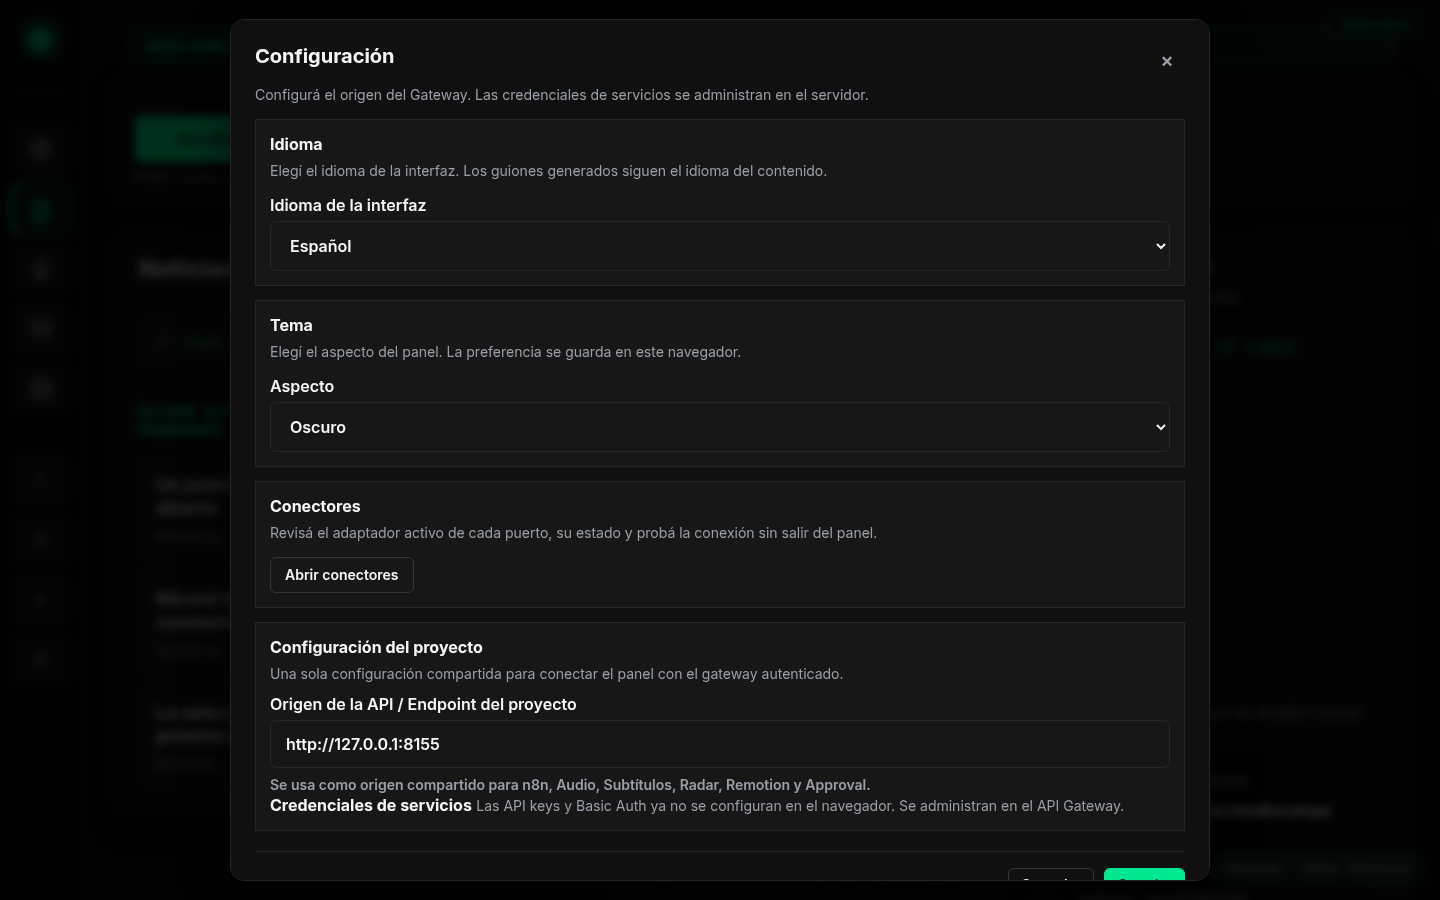 Configuración
×
Configurá el origen del Gateway. Las credenciales de servicios se administran en el servidor.
Idioma
Elegí el idioma de la interfaz. Los guiones generados siguen el idioma del contenido.
Idioma de la interfaz
Español
Tema
Elegí el aspecto del panel. La preferencia se guarda en este navegador.
Aspecto
Oscuro
Conectores
Revisá el adaptador activo de cada puerto, su estado y probá la conexión sin salir del panel.
Abrir conectores
Configuración del proyecto
Una sola configuración compartida para conectar el panel con el gateway autenticado.
Origen de la API / Endpoint del proyecto
http://127.0.0.1:8155
Se usa como origen compartido para n8n, Audio, Subtítulos, Radar, Remotion y Approval.
Credenciales de servicios Las API keys y Basic Auth ya no se configuran en el navegador. Se administran en el API Gateway.